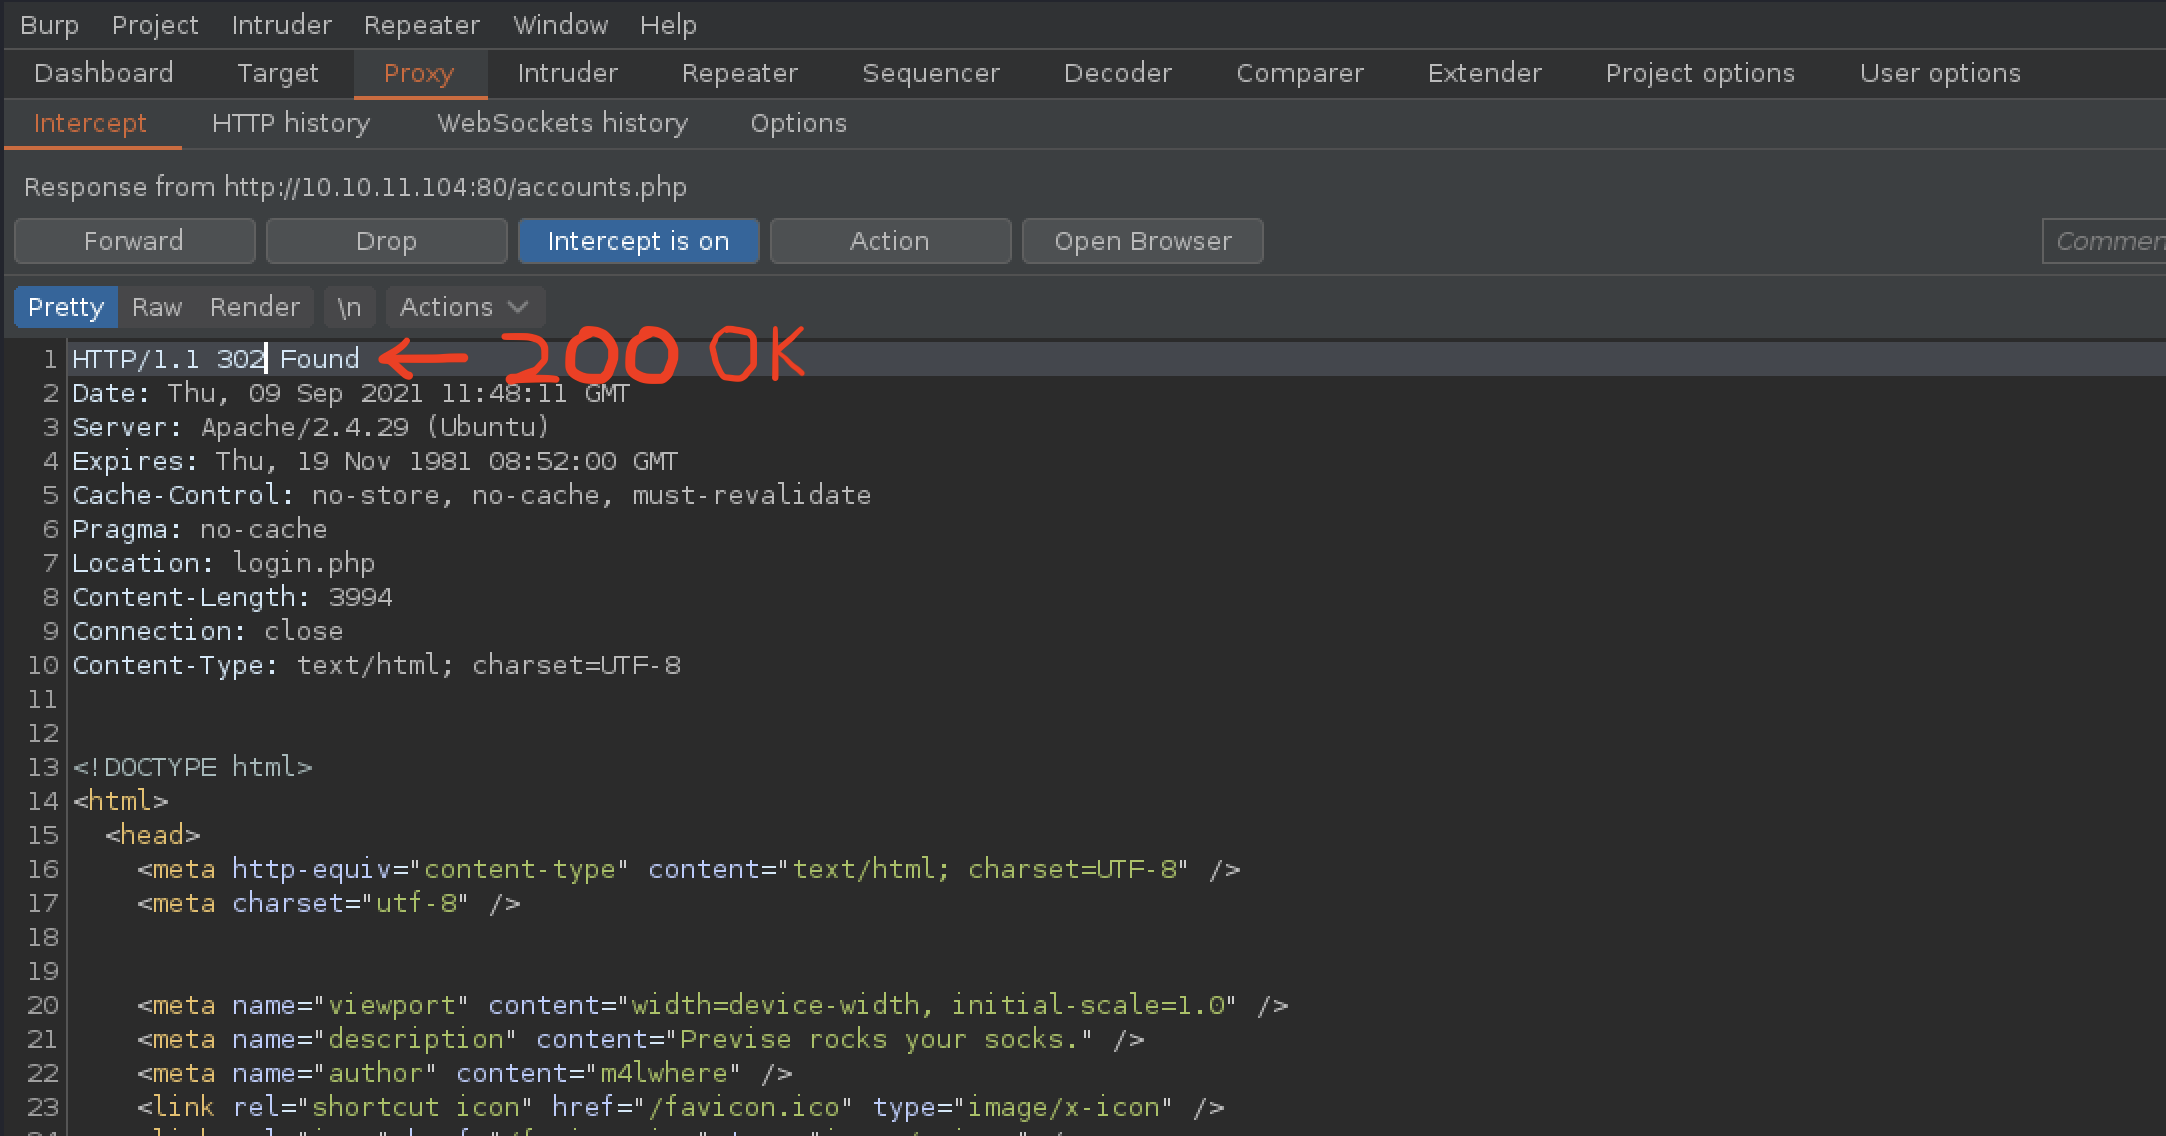 Burp Project Intruder Repeater Window Help
Dashboard Target Proxy Intruder Repeater Sequencer Decoder Comparer Extender Project options User options
Intercept HTTP history WebSockets history Options
Response from http://10.10.11.104:80/accounts.php
Forward Drop Intercept is on Action Open Browser Commen
Pretty Raw Render \n Actions
1 HTTP/1.1 302 Found ← 200 OK
2 Date: Thu, 09 Sep 2021 11:48:11 GMT
3 Server: Apache/2.4.29 (Ubuntu)
4 Expires: Thu, 19 Nov 1981 08:52:00 GMT
5 Cache-Control: no-store, no-cache, must-revalidate
6 Pragma: no-cache
7 Location: login.php
8 Content-Length: 3994
9 Connection: close
10 Content-Type: text/html; charset=UTF-8
11
12
13 <!DOCTYPE html>
14 <html>
15 <head>
16 <meta http-equiv="content-type" content="text/html; charset=UTF-8" />
17 <meta charset="utf-8" />
18
19
20 <meta name="viewport" content="width=device-width, initial-scale=1.0" />
21 <meta name="description" content="Previse rocks your socks." />
22 <meta name="author" content="m4lwhere" />
23 <link rel="shortcut icon" href="/favicon.ico" type="image/x-icon" />